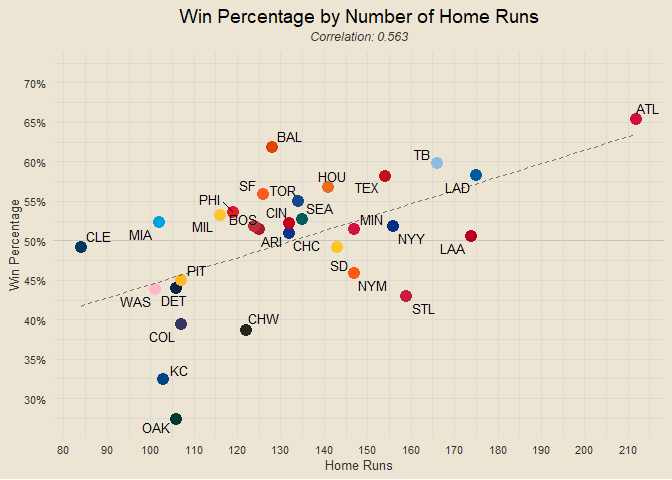 Win Percentage by Number of Home Runs
Correlation: 0.563
70%
65%
60%
55%
50%
45%
40%
35%
30%
Win Percentage
ATL
BAL
TB
HOU
SF
TOR
TEX
LAD
PHI
SEA
CIN
BOS
MIL
MIN
MIA
CLE
ARI
CHC
NYY
LAA
PIT
SD
NYM
WAS
DET
STL
COL
CHW
KC
OAK
80 90 100 110 120 130 140 150 160 170 180 190 200 210
Home Runs